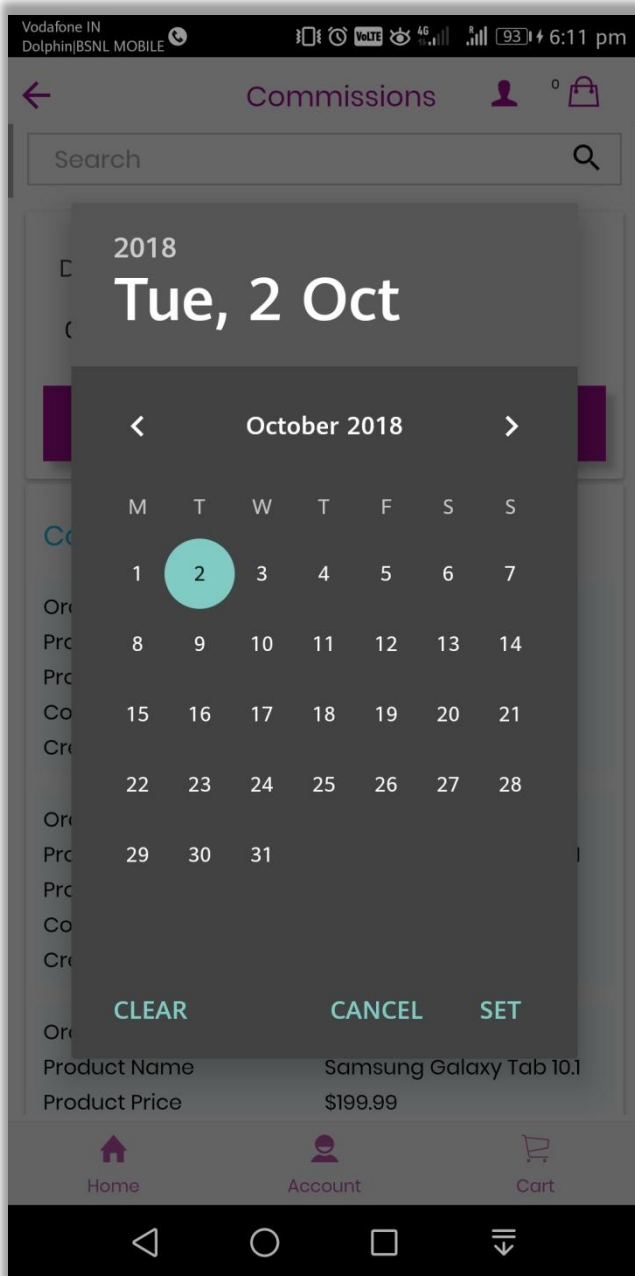 Vodafone IN
Dolphin|BSNL MOBILE
VoLTE 4G 93 6:11 pm
Commissions 0
Search
2018
Tue, 2 Oct
October 2018
M T W T F S S
1 2 3 4 5 6 7
8 9 10 11 12 13 14
15 16 17 18 19 20 21
22 23 24 25 26 27 28
29 30 31
CLEAR CANCEL SET
Product Name Samsung Galaxy Tab 10.1
Product Price $199.99
Home Account Cart